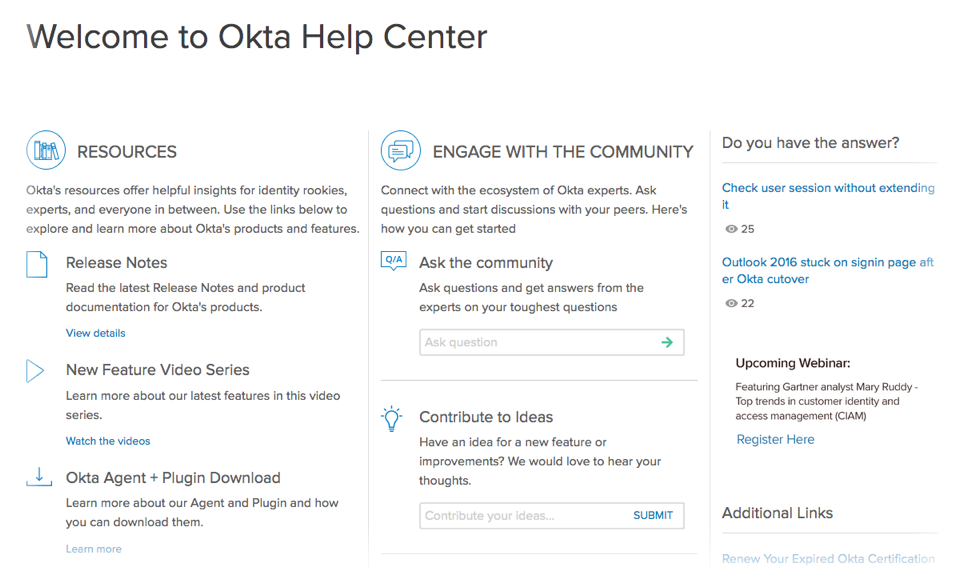 Welcome to Okta Help Center
RESOURCES
Okta's resources offer helpful insights for identity rookies,
experts, and everyone in between. Use the links below to
explore and learn more about Okta's products and features.
Release Notes
Read the latest Release Notes and product
documentation for Okta's products.
View details
New Feature Video Series
Learn more about our latest features in this video
series.
Watch the videos
Okta Agent + Plugin Download
Learn more about our Agent and Plugin and how
you can download them.
Learn more
ENGAGE WITH THE COMMUNITY
Connect with the ecosystem of Okta experts. Ask
questions and start discussions with your peers. Here's
how you can get started
Q/A
Ask the community
Ask questions and get answers from the
experts on your toughest questions
Ask question
Contribute to Ideas
Have an idea for a new feature or
improvements? We would love to hear your
thoughts.
Contribute your ideas... SUBMIT
Do you have the answer?
Check user session without extending
it
25
Outlook 2016 stuck on signin page aft
er Okta cutover
22
Upcoming Webinar:
Featuring Gartner analyst Mary Ruddy -
Top trends in customer identity and
access management (CIAM)
Register Here
Additional Links
Renew Your Expired Okta Certification